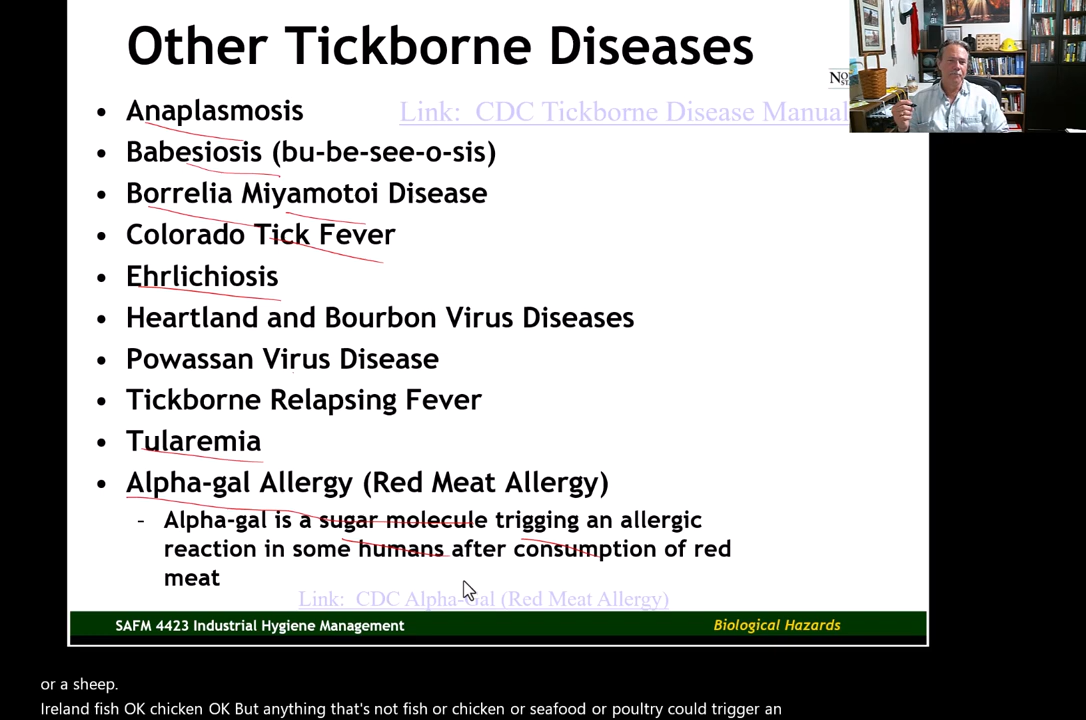 Other Tickborne Diseases
• Anaplasmosis
Link: CDC Tickborne Disease Manual
• Babesiosis (bu-be-see-o-sis)
• Borrelia Miyamotoi Disease
• Colorado Tick Fever
• Ehrlichiosis
• Heartland and Bourbon Virus Diseases
• Powassan Virus Disease
• Tickborne Relapsing Fever
• Tularemia
• Alpha-gal Allergy (Red Meat Allergy)
- Alpha-gal is a sugar molecule trigging an allergic
reaction in some humans after consumption of red
meat
Link: CDC Alpha-Gal (Red Meat Allergy)
SAFM 4423 Industrial Hygiene Management
Biological Hazards
or a sheep.
Ireland fish OK chicken OK But anything that's not fish or chicken or seafood or poultry could trigger an